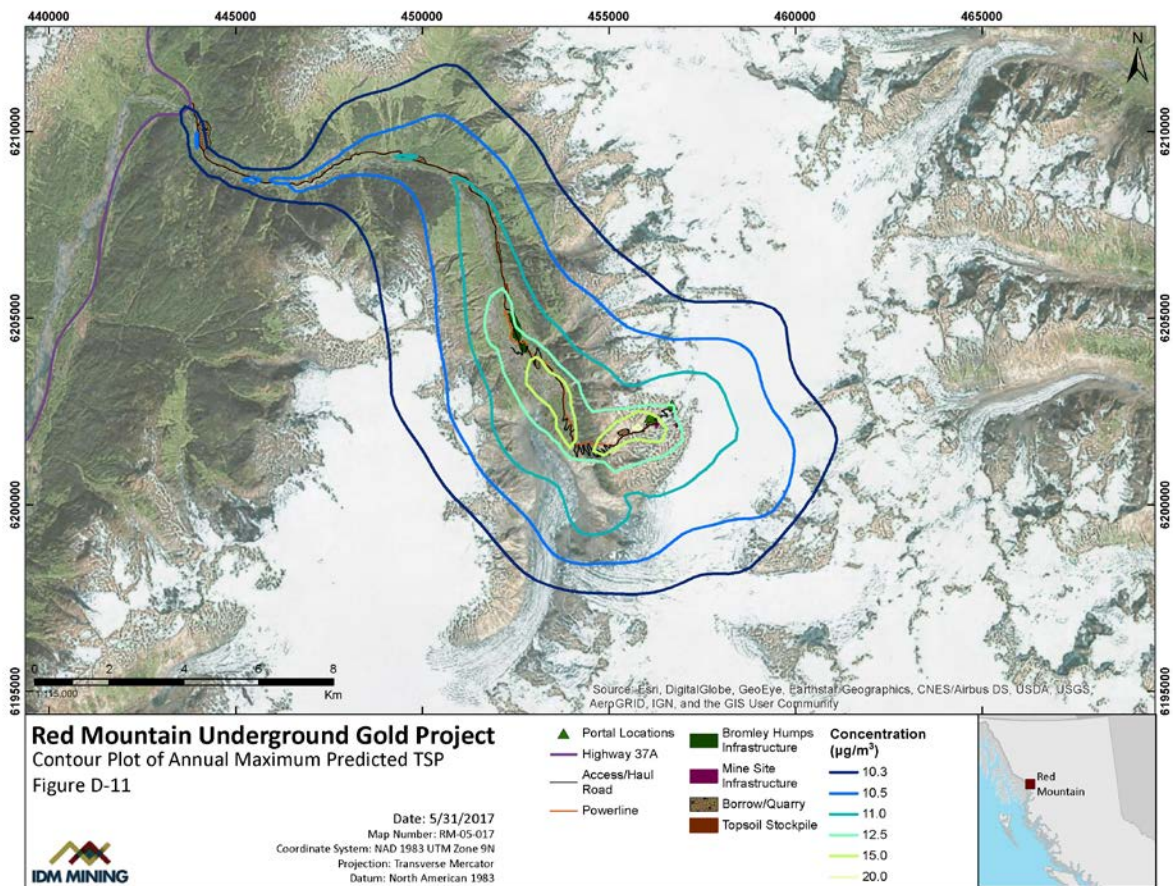 440000 445000 450000 455000 460000 465000
N
6210000 6210000
6205000 6205000
6200000 6200000
6195000 6195000
0 2 4 6 8
Km
1:115,000
Source: Esri, DigitalGlobe, GeoEye, Earthstar Geographics, CNES/Airbus DS, USDA, USGS,
AeroGRID, IGN, and the GIS User Community
Red Mountain Underground Gold Project
Contour Plot of Annual Maximum Predicted TSP
Figure D-11
Date: 5/31/2017
Map Number: RM-05-017
Coordinate System: NAD 1983 UTM Zone 9N
Projection: Transverse Mercator
Datum: North American 1983
IDM MINING
Portal Locations
Highway 37A
Access/Haul
Road
Powerline
Bromley Humps
Infrastructure
Mine Site
Infrastructure
Borrow/Quarry
Topsoil Stockpile
Concentration
(µg/m³)
10.3
10.5
11.0
12.5
15.0
20.0
Red
Mountain